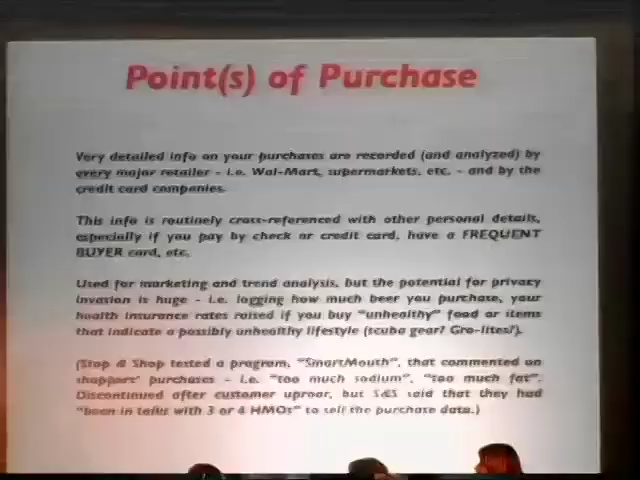 Point(s) of Purchase
Very detailed info on your purchases are recorded (and analyzed) by
every major retailer - i.e. Wal-Mart, supermarkets, etc. - and by the
credit card companies.
This info is routinely cross-referenced with other personal details,
especially if you pay by check or credit card, have a FREQUENT
BUYER card, etc.
Used for marketing and trend analysis, but the potential for privacy
invasion is huge - i.e. logging how much beer you purchase, your
health insurance rates raised if you buy "unhealthy" food or items
that indicate a possibly unhealthy lifestyle (scuba gear? Gro-lites?).
(Stop & Shop tested a program, "SmartMouth", that commented on
shoppers' purchases - i.e. "too much sodium", "too much fat".
Discontinued after customer uproar, but S&S said that they had
"been in talks with 3 or 4 HMOs" to sell the purchase data.)